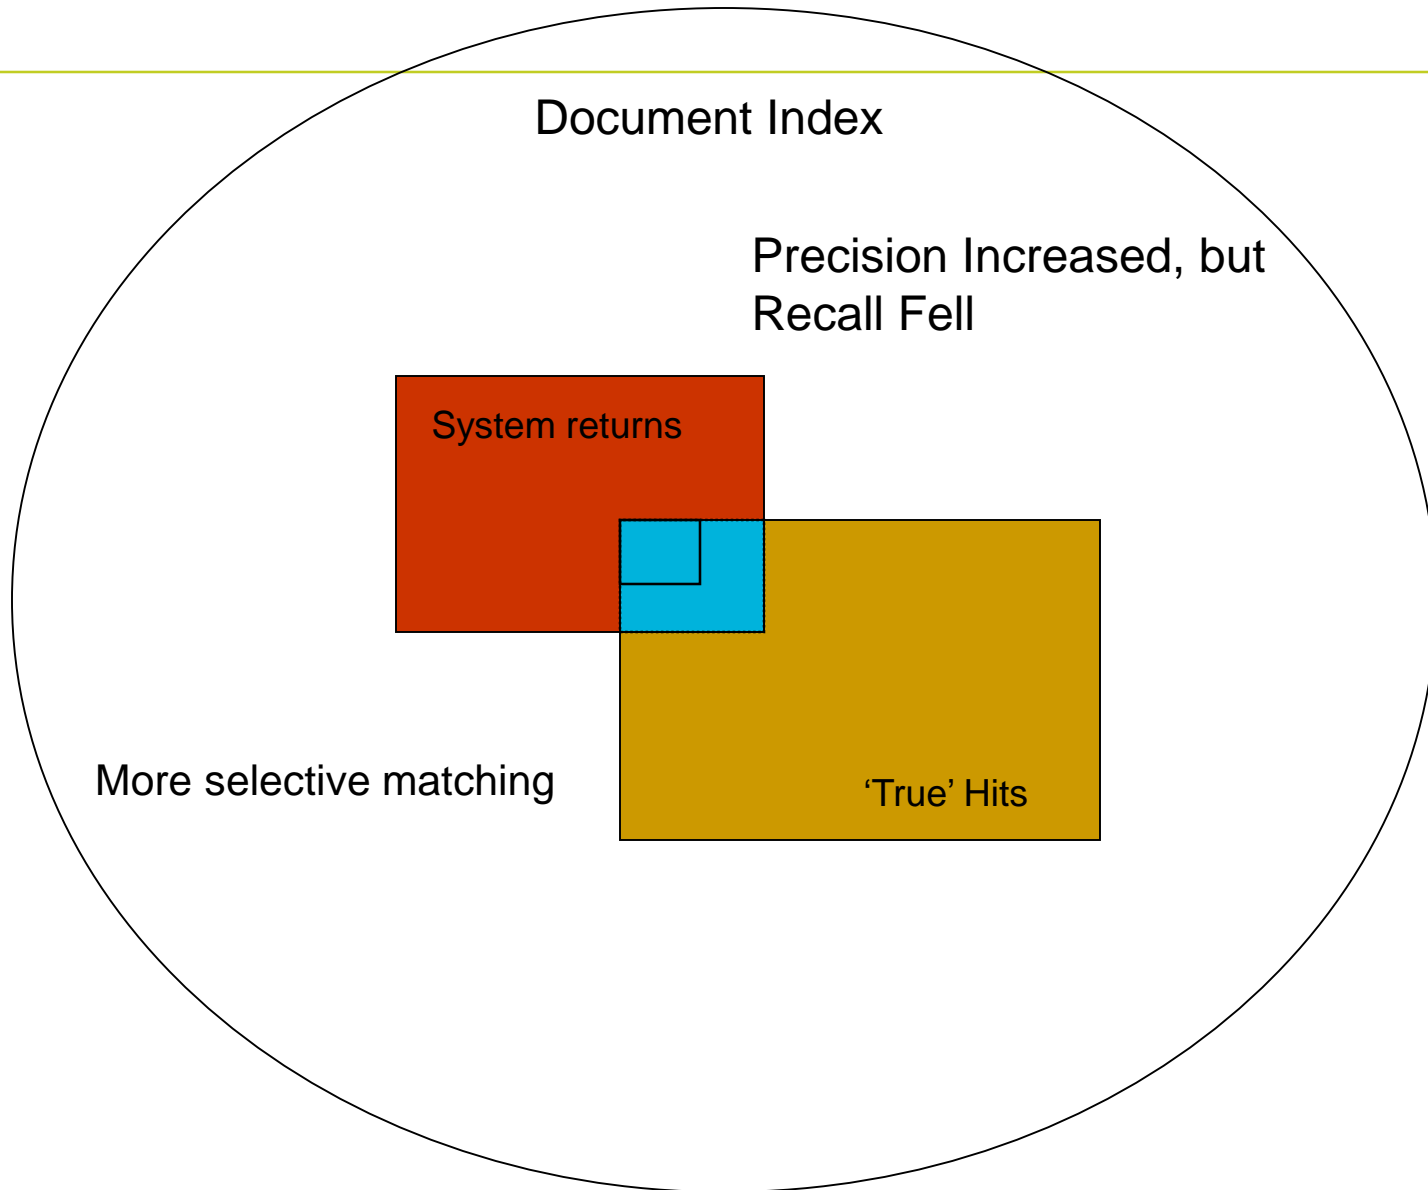 Document Index
Precision Increased, but
Recall Fell
System returns
More selective matching
‘True’ Hits